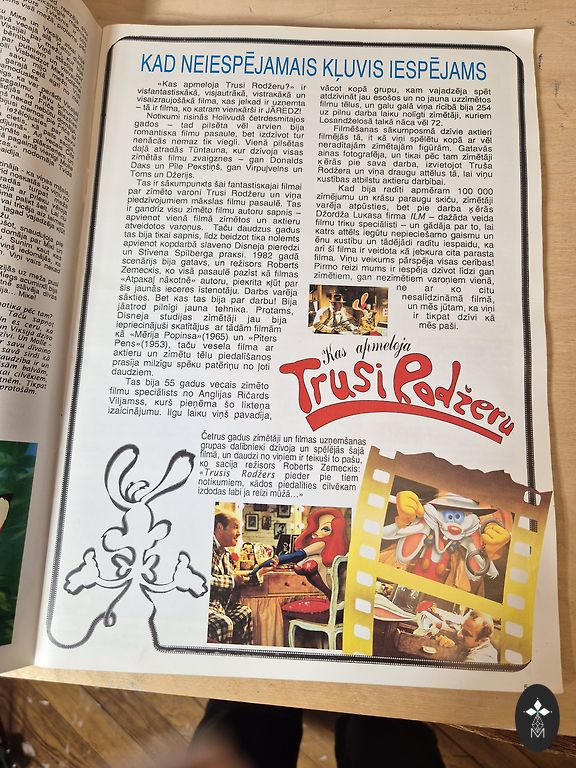 KAD NEIESPĒJAMAIS KĻUVIS IESPĒJAMS
«Kas apmeloja Trusi Rodžeru?» ir
visfantastiskākā, visjautrākā, vistrakākā un
visaizraujošākā filma, kas jelkad ir uzņemta
– tā ir filma, ko katram vienkārši ir JĀREDZ!
Notikumi risinās Holivudā četrdesmitajos
gados – tad pilsēta vēl arvien bija
romantiska filmu pasaule, bet izdzīvot tur
nenācās nemaz tik viegli. Vienā pilsētas
daļā atradās Tūntauna, kur dzīvoja visas
zīmētās filmu zvaigznes – gan Donalds
Daks un Pīle Pekstiņš, gan Virpuļvelns un
Toms un Džerijs.
Tas ir sākumpunkts šai fantastiskajai filmai
par zīmēto varoni Trusi Rodžeru un viņa
piedzīvojumiem mākslas filmu pasaulē. Tas
ir gandrīz visu zīmēto filmu autoru sapnis –
apvienot vienā filmā zīmētos un aktieru
atveidotos varoņus. Taču daudzus gadus
tas bija tikai sapnis, līdz beidzot tika nolemts
apvienot kopdarbā slaveno Disneja pieredzi
un Stīvena Spilberga praksi. 1982 gadā
scenārijs bija gatavs, un režisors Roberts
Zemeckis, ko visā pasaulē pazīst kā filmas
«Atpakaļ nākotnē» autoru, piekrita kļūt par
šīs jaunās ieceres īstenotāju. Darbs varēja
sākties. Bet kas tas bija par darbu! Bija
jāatrod pilnīgi jauna tehnika. Protams,
Disneja studijas zīmētāji jau bija
iepriecinājuši skatītājus ar tādām filmām
kā «Mērija Popinsa»(1965) un «Pīters
Pens»(1953), taču vesela filma ar
aktieru un zīmētu tēlu piedalīšanos
prasīja milzīgu spēku patēriņu no ļoti
daudziem.
Tas bija 55 gadus vecais zīmēto
filmu speciālists no Anglijas Ričards
Viljamss, kurš pieņēma šo likteņa
izaicinājumu. Ilgu laiku viņš pavadīja,
vācot kopā grupu, kam vajadzēja spēt
atdzīvināt jau esošos un no jauna uzzīmētos
filmu tēlus, un galu galā viņa rīcībā bija 254
uz pilnu darba laiku nolīgti zīmētāji, kuriem
Losandželosā talkā nāca vēl 72.
Filmēšanas sākumposmā dzīvie aktieri
filmējās tā, it kā viņi spēlētu kopā ar vēl
neradītajām zīmētajām figūrām. Gatavās
ainas fotografēja, un tikai pēc tam zīmētāji
ķērās pie sava darba, izvietojot Truša
Rodžera un viņa draugu attēlus tā, lai viņu
kustības atbilstu aktieru darbībai.
Kad bija radīti apmēram 100 000
zīmējumu un krāsu paraugu skiču, zīmētāji
varēja atpūsties, bet pie darba ķērās
Džordža Lukasa firma ILM – dažāda veida
filmu triku speciālisti – un gādāja par to, lai
katrs attēls iegūtu nepieciešamo gaismu un
ēnu kustību un tādējādi radītu iespaidu, ka
arī šī filma ir veidota kā jebkura cita parasta
filma. Viņu veikums pārspēja visas cerības!
Pirmo reizi mums ir iespēja dzīvot līdzi gan
zīmētiem, gan nezīmētiem varoņiem vienā,
ne ar ko citu
nesalīdzināmā filmā,
un mēs jūtam, ka viņi
ir tikpat dzīvi kā
mēs paši.
Kas apmeloja
Trusi Rodžeru
Četrus gadus zīmētāji un filmas uzņemšanas
grupas dalībnieki dzīvoja un spēlējās šajā
filmā, un daudzi no viņiem ir teikuši to pašu,
ko sacīja režisors Roberts Zemeckis:
«Trusis Rodžers pieder pie tiem
notikumiem, kādos piedalīties cilvēkam
izdodas labi ja reizi mūžā...»